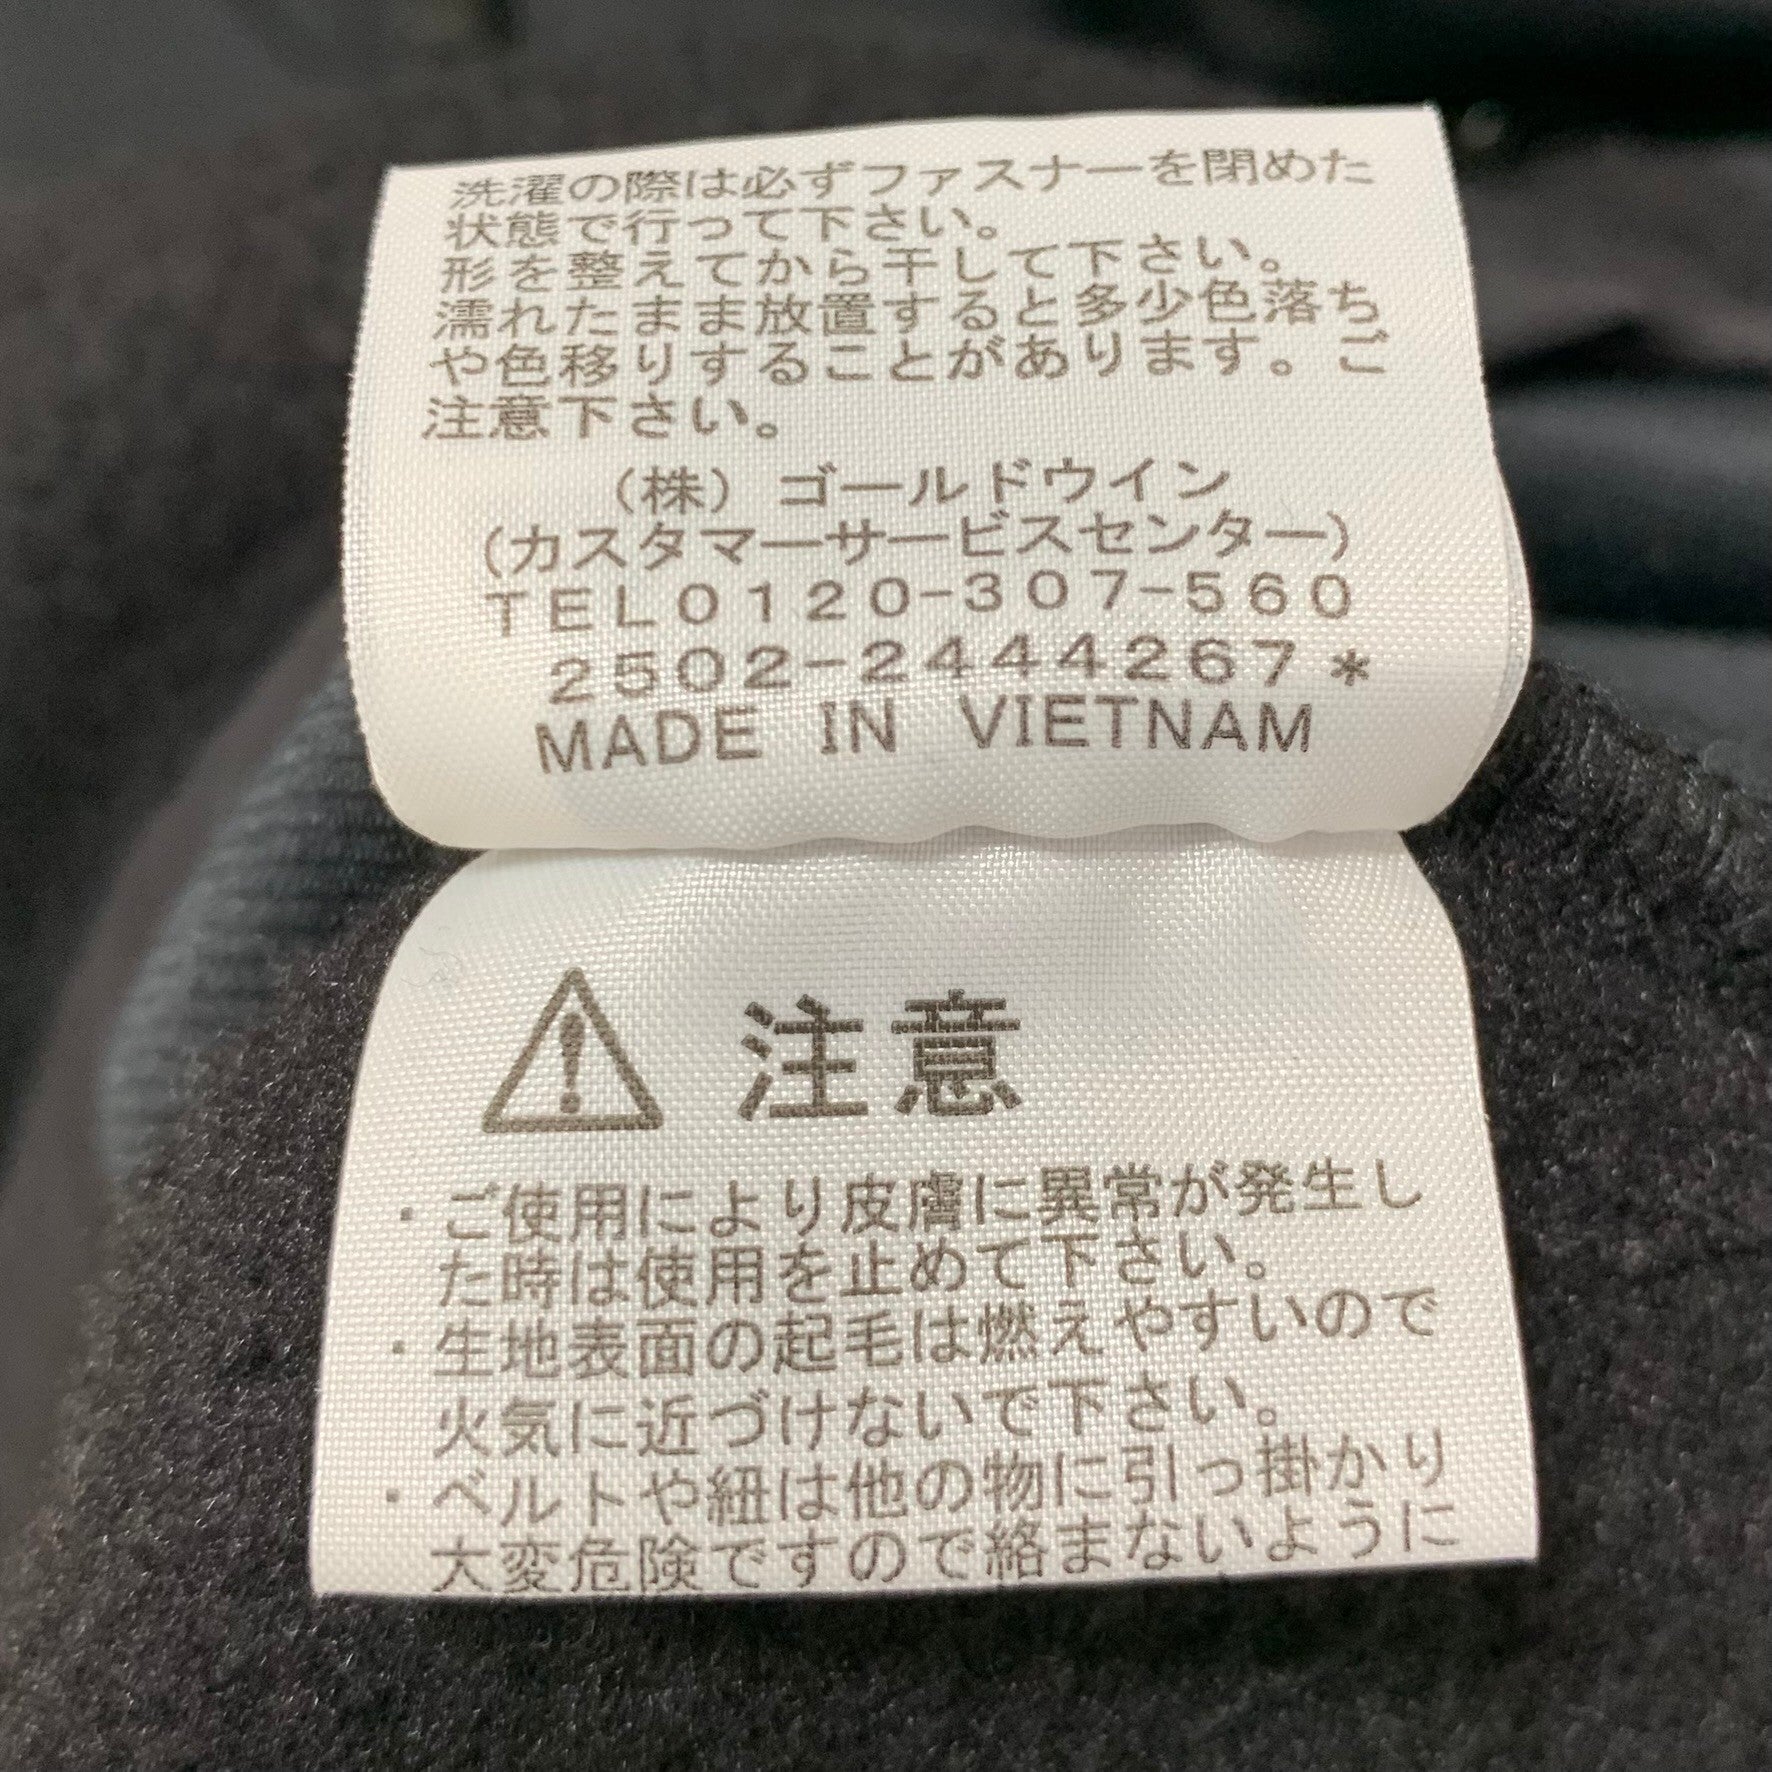 洗濯の際は必ずファスナーを閉めた
状態で行って下さい。
形を整えてから干して下さい。
濡れたまま放置すると多少色落ち
や色移りすることがあります。ご
注意下さい。
(株) ゴールドウイン
(カスタマーサービスセンター)
TEL0120-307-560
2502-2444267*
MADE IN VIETNAM
注意
・ご使用により皮膚に異常が発生し
た時は使用を止めて下さい。
・生地表面の起毛は燃えやすいので
火気に近づけないで下さい。
・ベルトや紐は他の物に引っ掛かり
大変危険ですので絡まないように